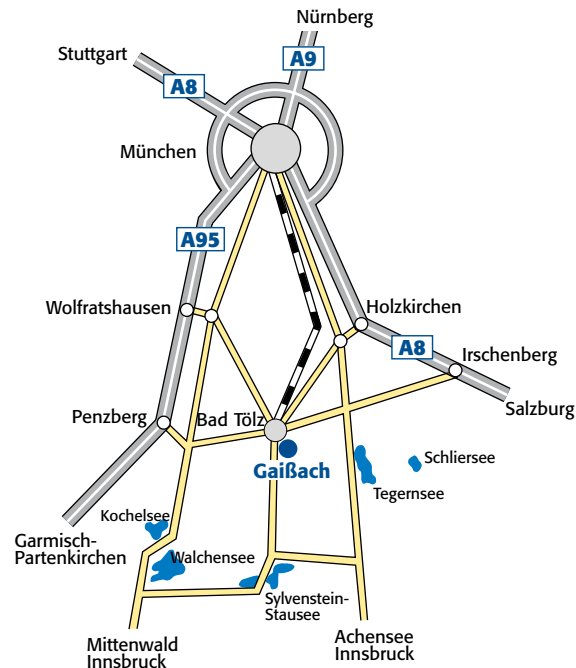 Nürnberg
Stuttgart
A9
A8
München
A95
Wolfratshausen
Holzkirchen
A8
Irschenberg
Salzburg
Penzberg
Bad Tölz
Gaißach
Schliersee
Tegernsee
Kochelsee
Garmisch-
Partenkirchen
Walchensee
Sylvenstein-
Stausee
Mittenwald
Innsbruck
Achensee
Innsbruck